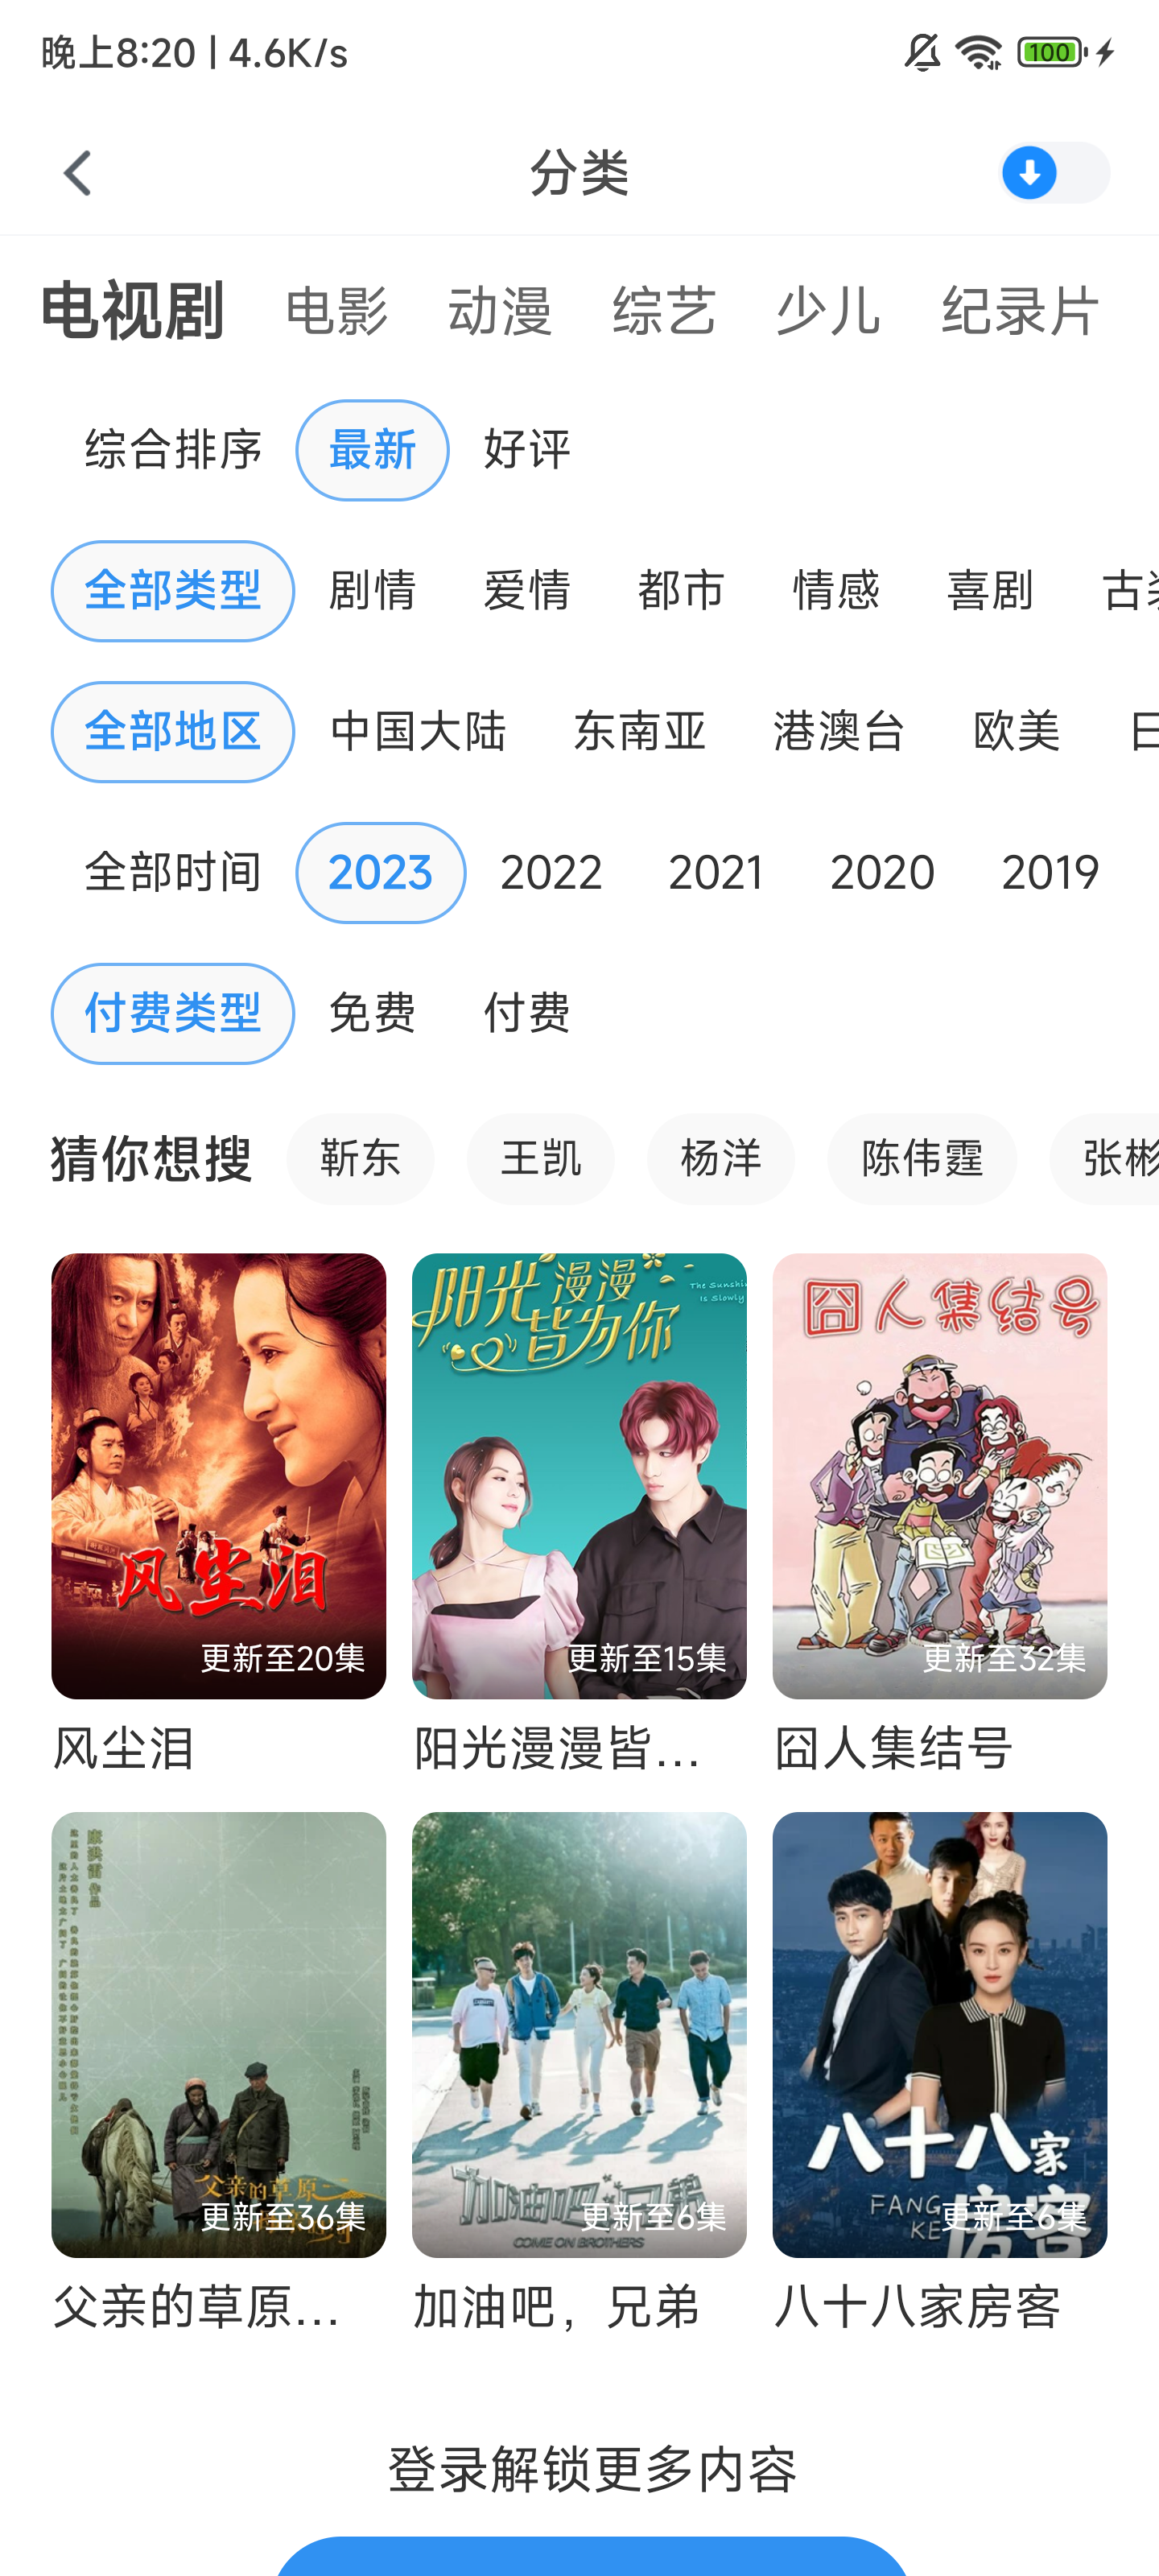 晚上8:20 | 4.6K/s
100
分类
电视剧 电影 动漫 综艺 少儿 纪录片
综合排序 最新 好评
全部类型 剧情 爱情 都市 情感 喜剧 古装
全部地区 中国大陆 东南亚 港澳台 欧美 日
全部时间 2023 2022 2021 2020 2019
付费类型 免费 付费
猜你想搜 靳东 王凯 杨洋 陈伟霆 张彬
风尘泪
更新至20集
阳光漫漫
皆为你
The Sunshin
Is Slowly
更新至15集
囧人集结号
更新至32集
风尘泪 阳光漫漫皆... 囧人集结号
康洪雷 作品
父亲的草原
更新至36集
加油吧 兄弟
COME ON BROTHERS
更新至6集
八十八家
房客
FANG
KE
更新至6集
父亲的草原... 加油吧，兄弟 八十八家房客
登录解锁更多内容